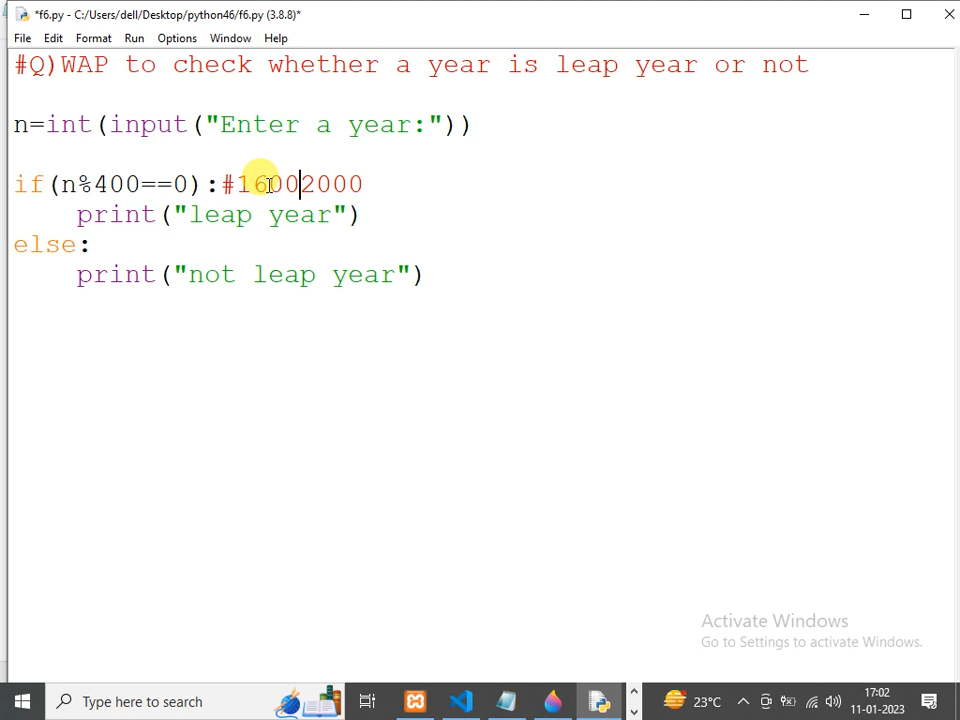 *f6.py - C:/Users/dell/Desktop/python46/f6.py (3.8.8)*
File Edit Format Run Options Window Help
#Q)WAP to check whether a year is leap year or not
n=int(input("Enter a year:"))
if(n%400==0):#16002000
    print("leap year")
else:
    print("not leap year")
Activate Windows
Go to Settings to activate Windows.
Type here to search
23°C
17:02
11-01-2023